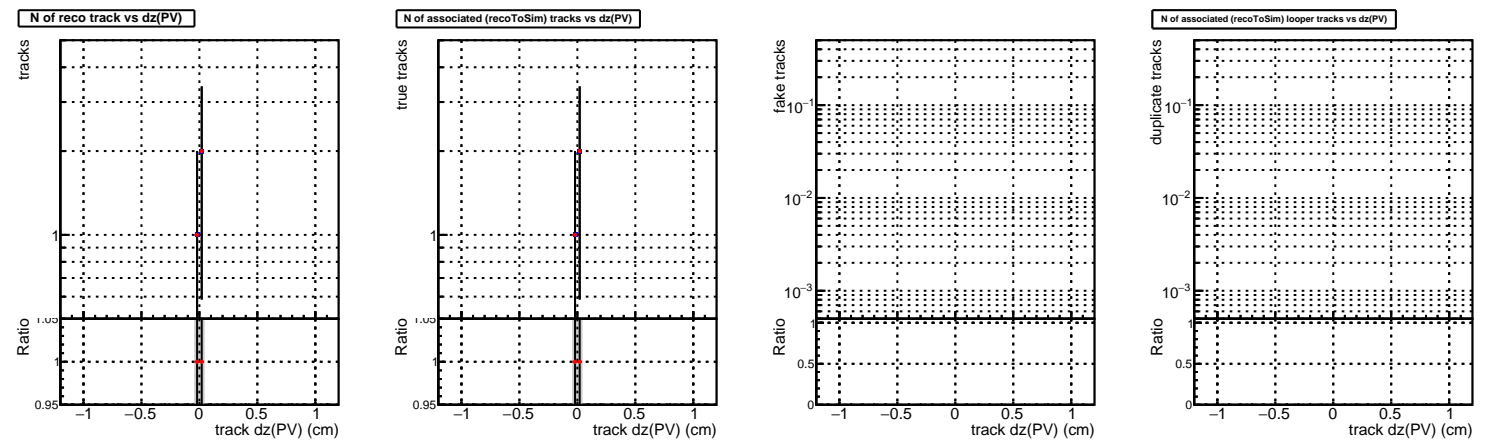 N of reco track vs dz(PV)
tracks
1
1.05
Ratio
1
0.95
−1 −0.5 0 0.5 1
track dz(PV) (cm)
N of associated (recoToSim) tracks vs dz(PV)
true tracks
1
1.05
Ratio
1
0.95
−1 −0.5 0 0.5 1
track dz(PV) (cm)
fake tracks
10−1
10−2
10−3
Ratio
1
0.5
0
−1 −0.5 0 0.5 1
track dz(PV) (cm)
N of associated (recoToSim) looper tracks vs dz(PV)
duplicate tracks
10−1
10−2
10−3
Ratio
1
0.5
0
−1 −0.5 0 0.5 1
track dz(PV) (cm)